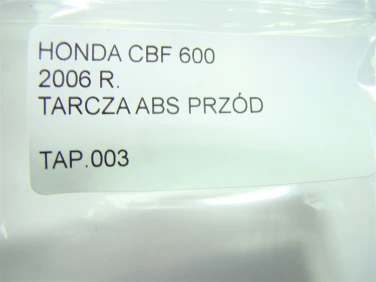 HONDA CBF 600
2006 R.
TARCZA ABS PRZÓD
TAP.003